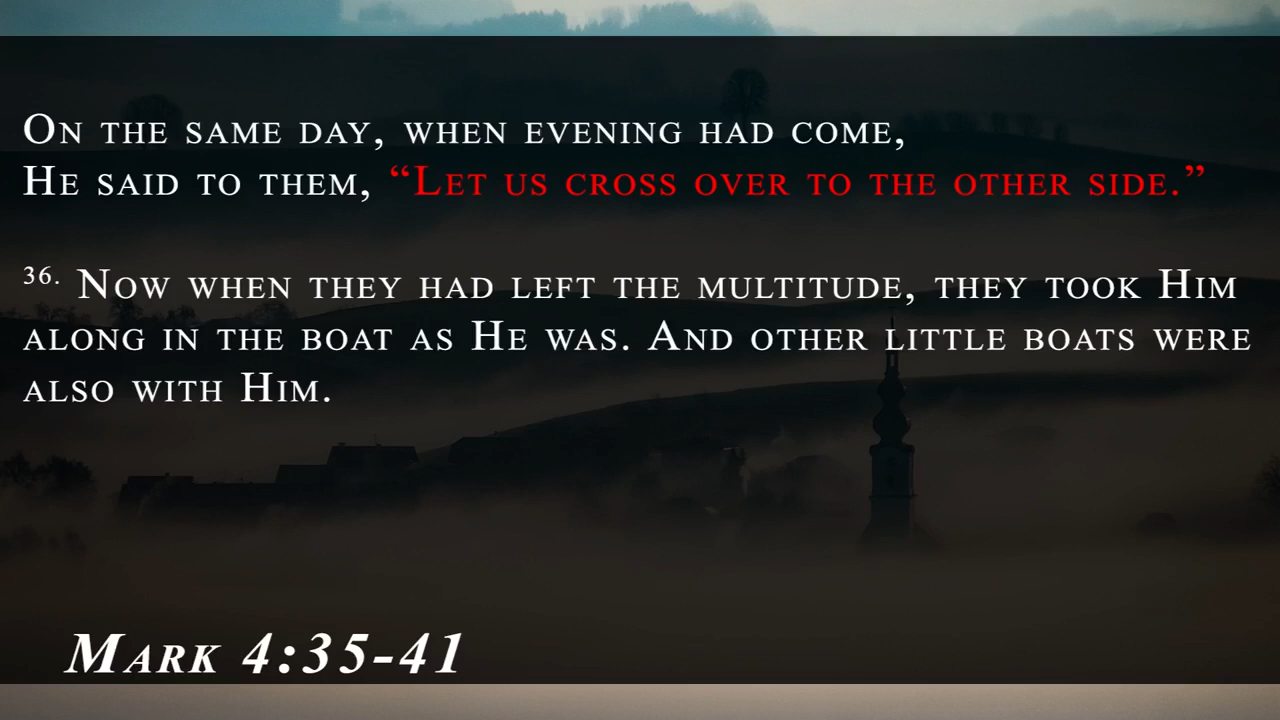 On the same day, when evening had come,
He said to them, “Let us cross over to the other side.”
36. Now when they had left the multitude, they took Him
along in the boat as He was. And other little boats were
also with Him.
Mark 4:35-41